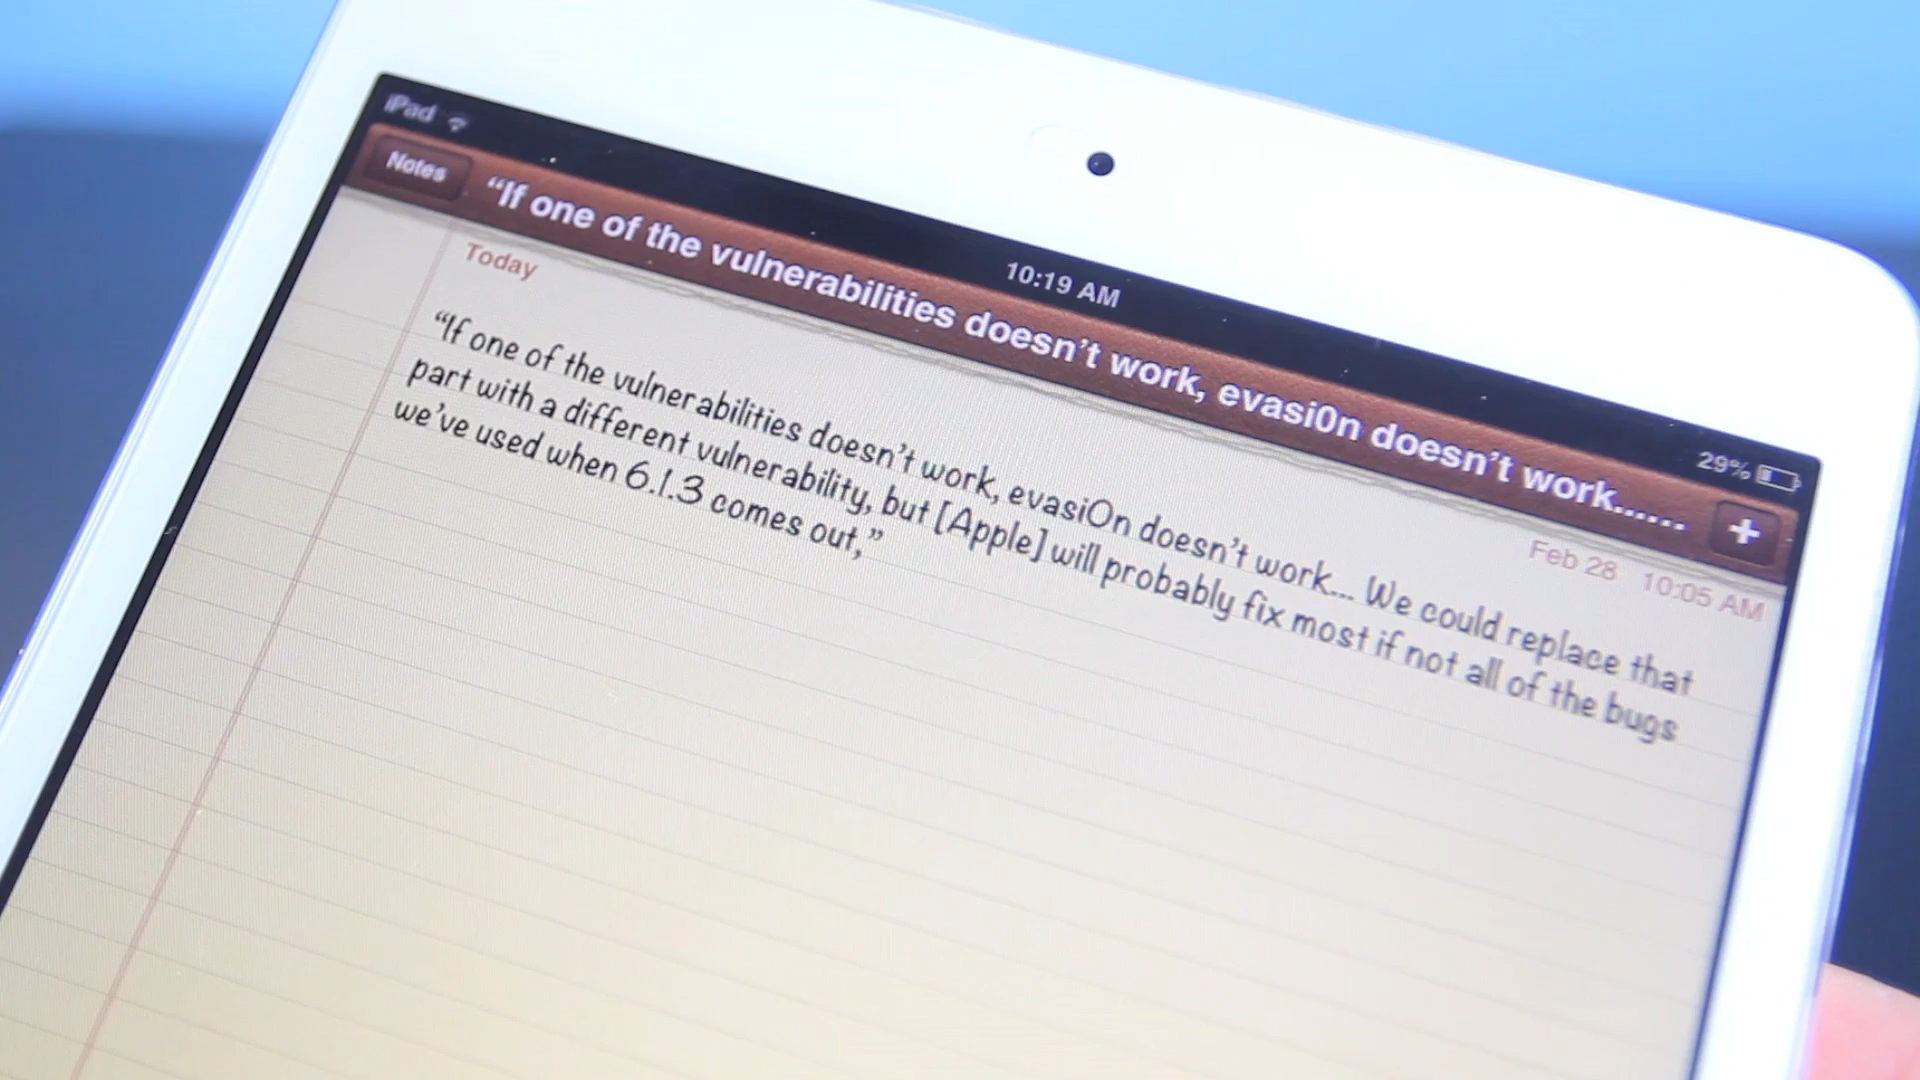 iPad
10:19 AM
29%
Notes
“If one of the vulnerabilities doesn’t work, evasi0n doesn’t work......
+
Today
Feb 28 10:05 AM
“If one of the vulnerabilities doesn’t work, evasi0n doesn’t work... We could replace that
part with a different vulnerability, but [Apple] will probably fix most if not all of the bugs
we’ve used when 6.1.3 comes out,”